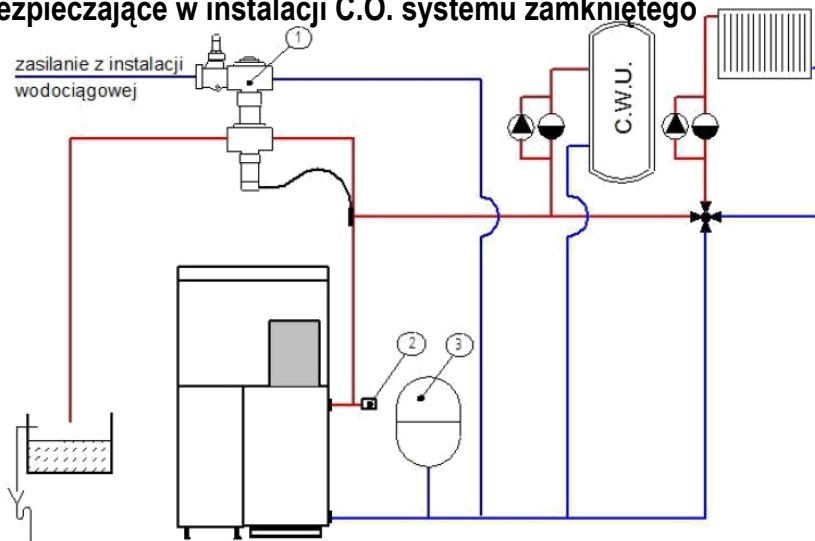 ezpieczające w instalacji C.O. systemu zamkniętego
zasilanie z instalacji
wodociągowej
1
C.W.U.
2
3